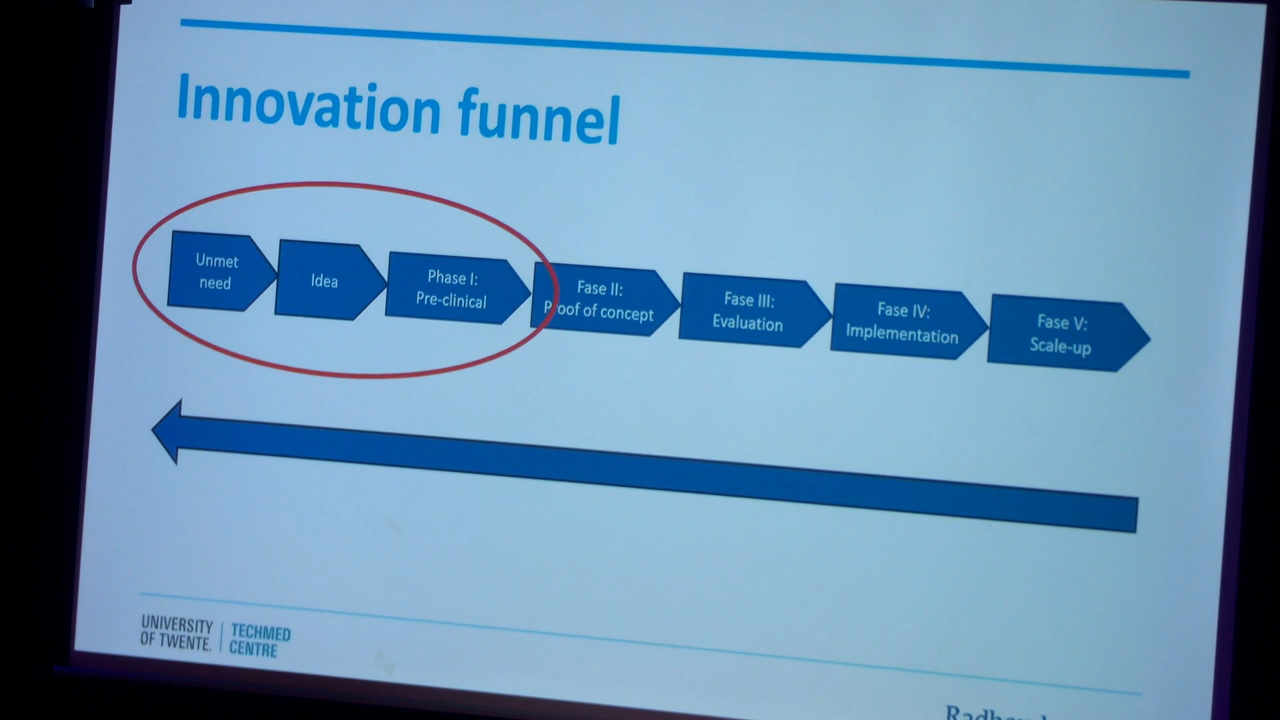 Innovation funnel
Unmet
need
Idea
Phase I:
Pre-clinical
Fase II:
Proof of concept
Fase III:
Evaluation
Fase IV:
Implementation
Fase V:
Scale-up
UNIVERSITY
OF TWENTE.
TECHMED
CENTRE